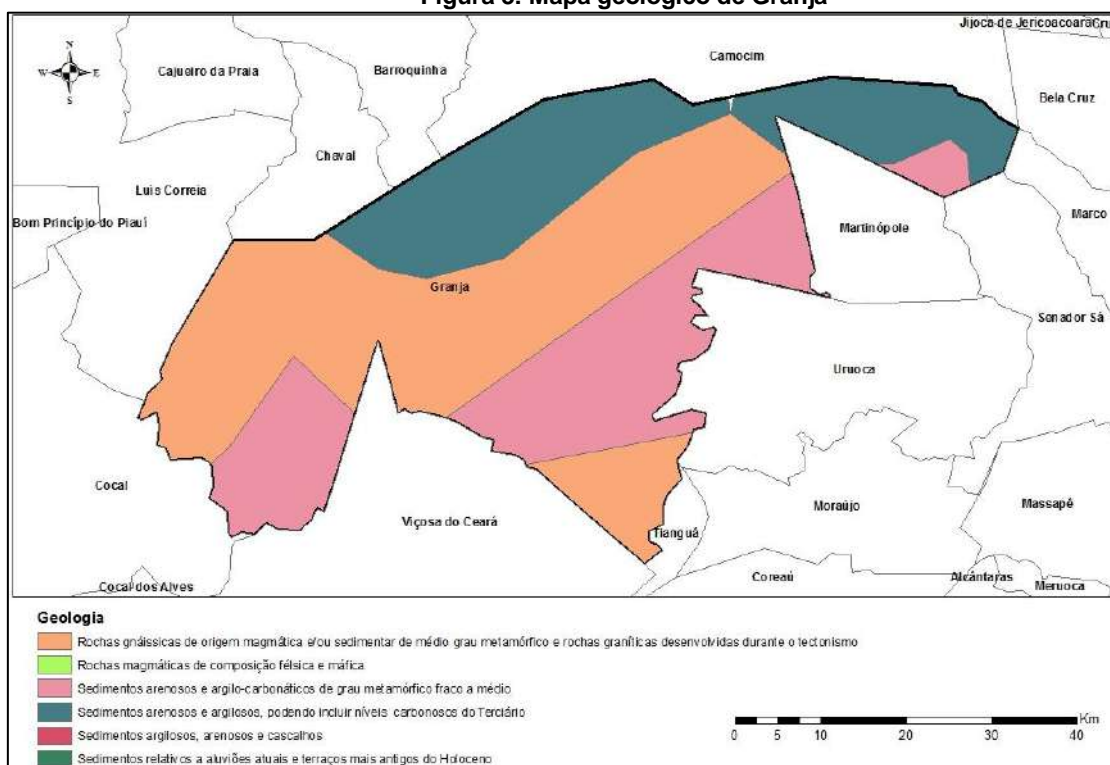 Figura 3: Mapa geológico de Granja
Jijoca de Jericoacoara
Camocim
Cajueiro da Praia
Barroquinha
N
W
E
S
Bela Cruz
Chaval
Luis Correia
Bom Princípio do Piauí
Marco
Martinópole
Granja
Senador Sá
Uruoca
Cocal
Massapê
Moraújo
Viçosa do Ceará
Tianguá
Coreaú
Alcântaras
Meruoca
Cocal dos Alves
Geologia
Rochas gnáissicas de origem magmática e/ou sedimentar de médio grau metamórfico e rochas graníticas desenvolvidas durante o tectonismo
Rochas magmáticas de composição félsica e máfica
Sedimentos arenosos e argilo-carbonáticos de grau metamórfico fraco a médio
Sedimentos arenosos e argilosos, podendo incluir níveis carbonosos do Terciário
Sedimentos argilosos, arenosos e cascalhos
Sedimentos relativos a aluviões atuais e terraços mais antigos do Holoceno
Km
0 5 10 20 30 40